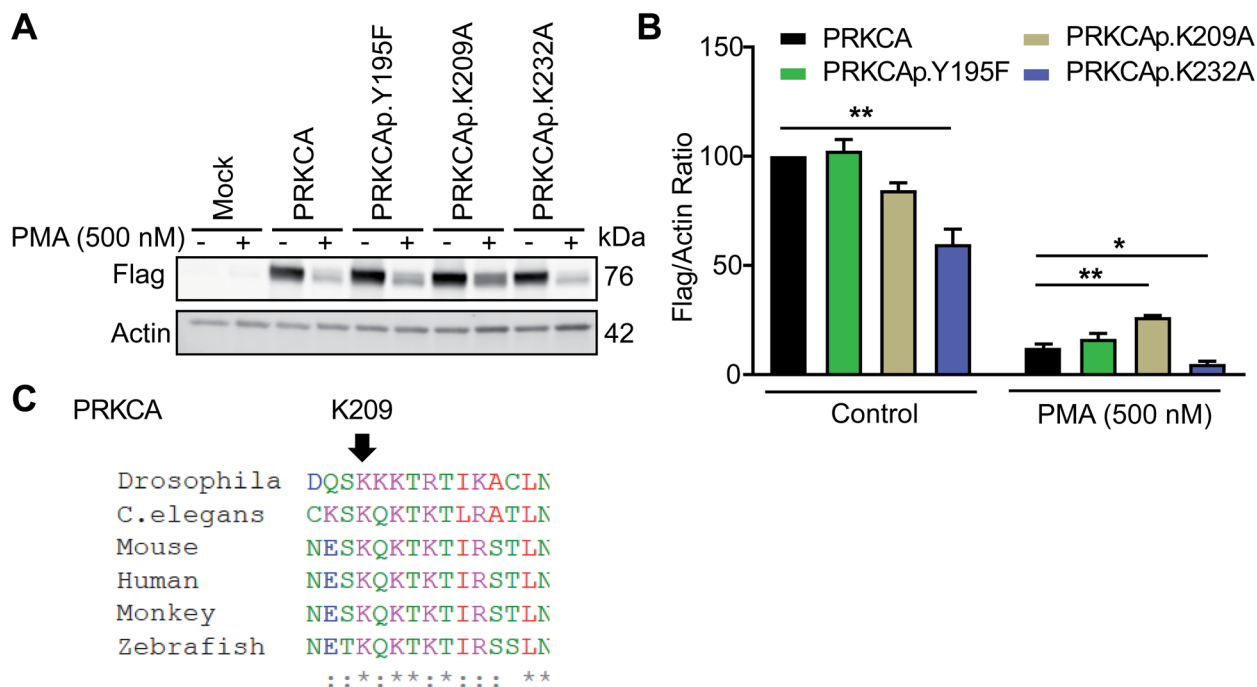 A
Mock
PRKCA
PRKCAp.Y195F
PRKCAp.K209A
PRKCAp.K232A
PMA (500 nM) - + - + - + - + - + kDa
Flag 76
Actin 42
B
PRKCA PRKCAp.K209A
PRKCAp.Y195F PRKCAp.K232A
Flag/Actin Ratio
150
100
50
0
**
*
**
Control PMA (500 nM)
C
PRKCA K209
Drosophila DQSKKKTRTIKACLN
C.elegans CKSKQKTKTLRATLN
Mouse NESKQKTKTIRSTLN
Human NESKQKTKTIRSTLN
Monkey NESKQKTKTIRSTLN
Zebrafish NETKQKTKTIRSSLN
::*:**:*::: **